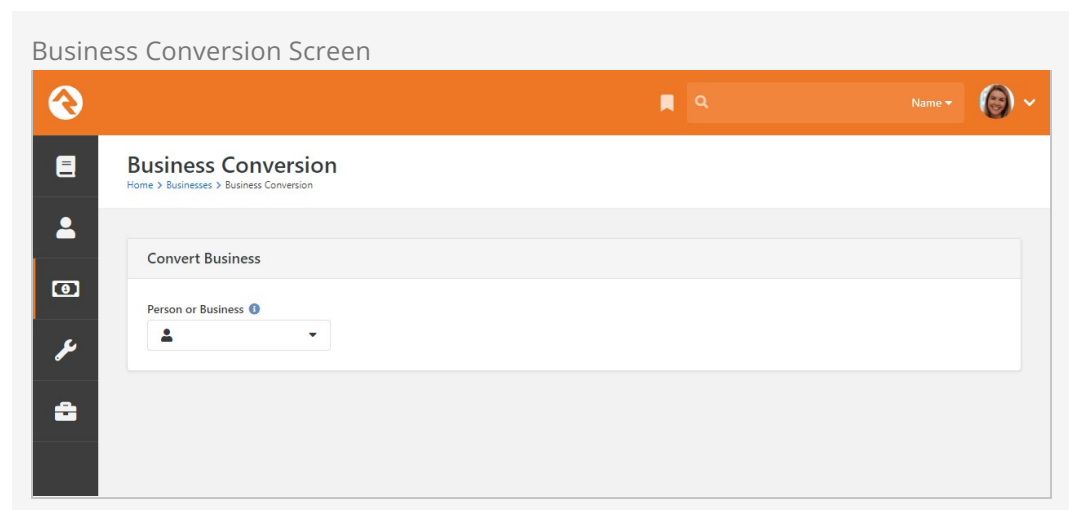 Business Conversion Screen
Name
Business Conversion
Home > Businesses > Business Conversion
Convert Business
Person or Business